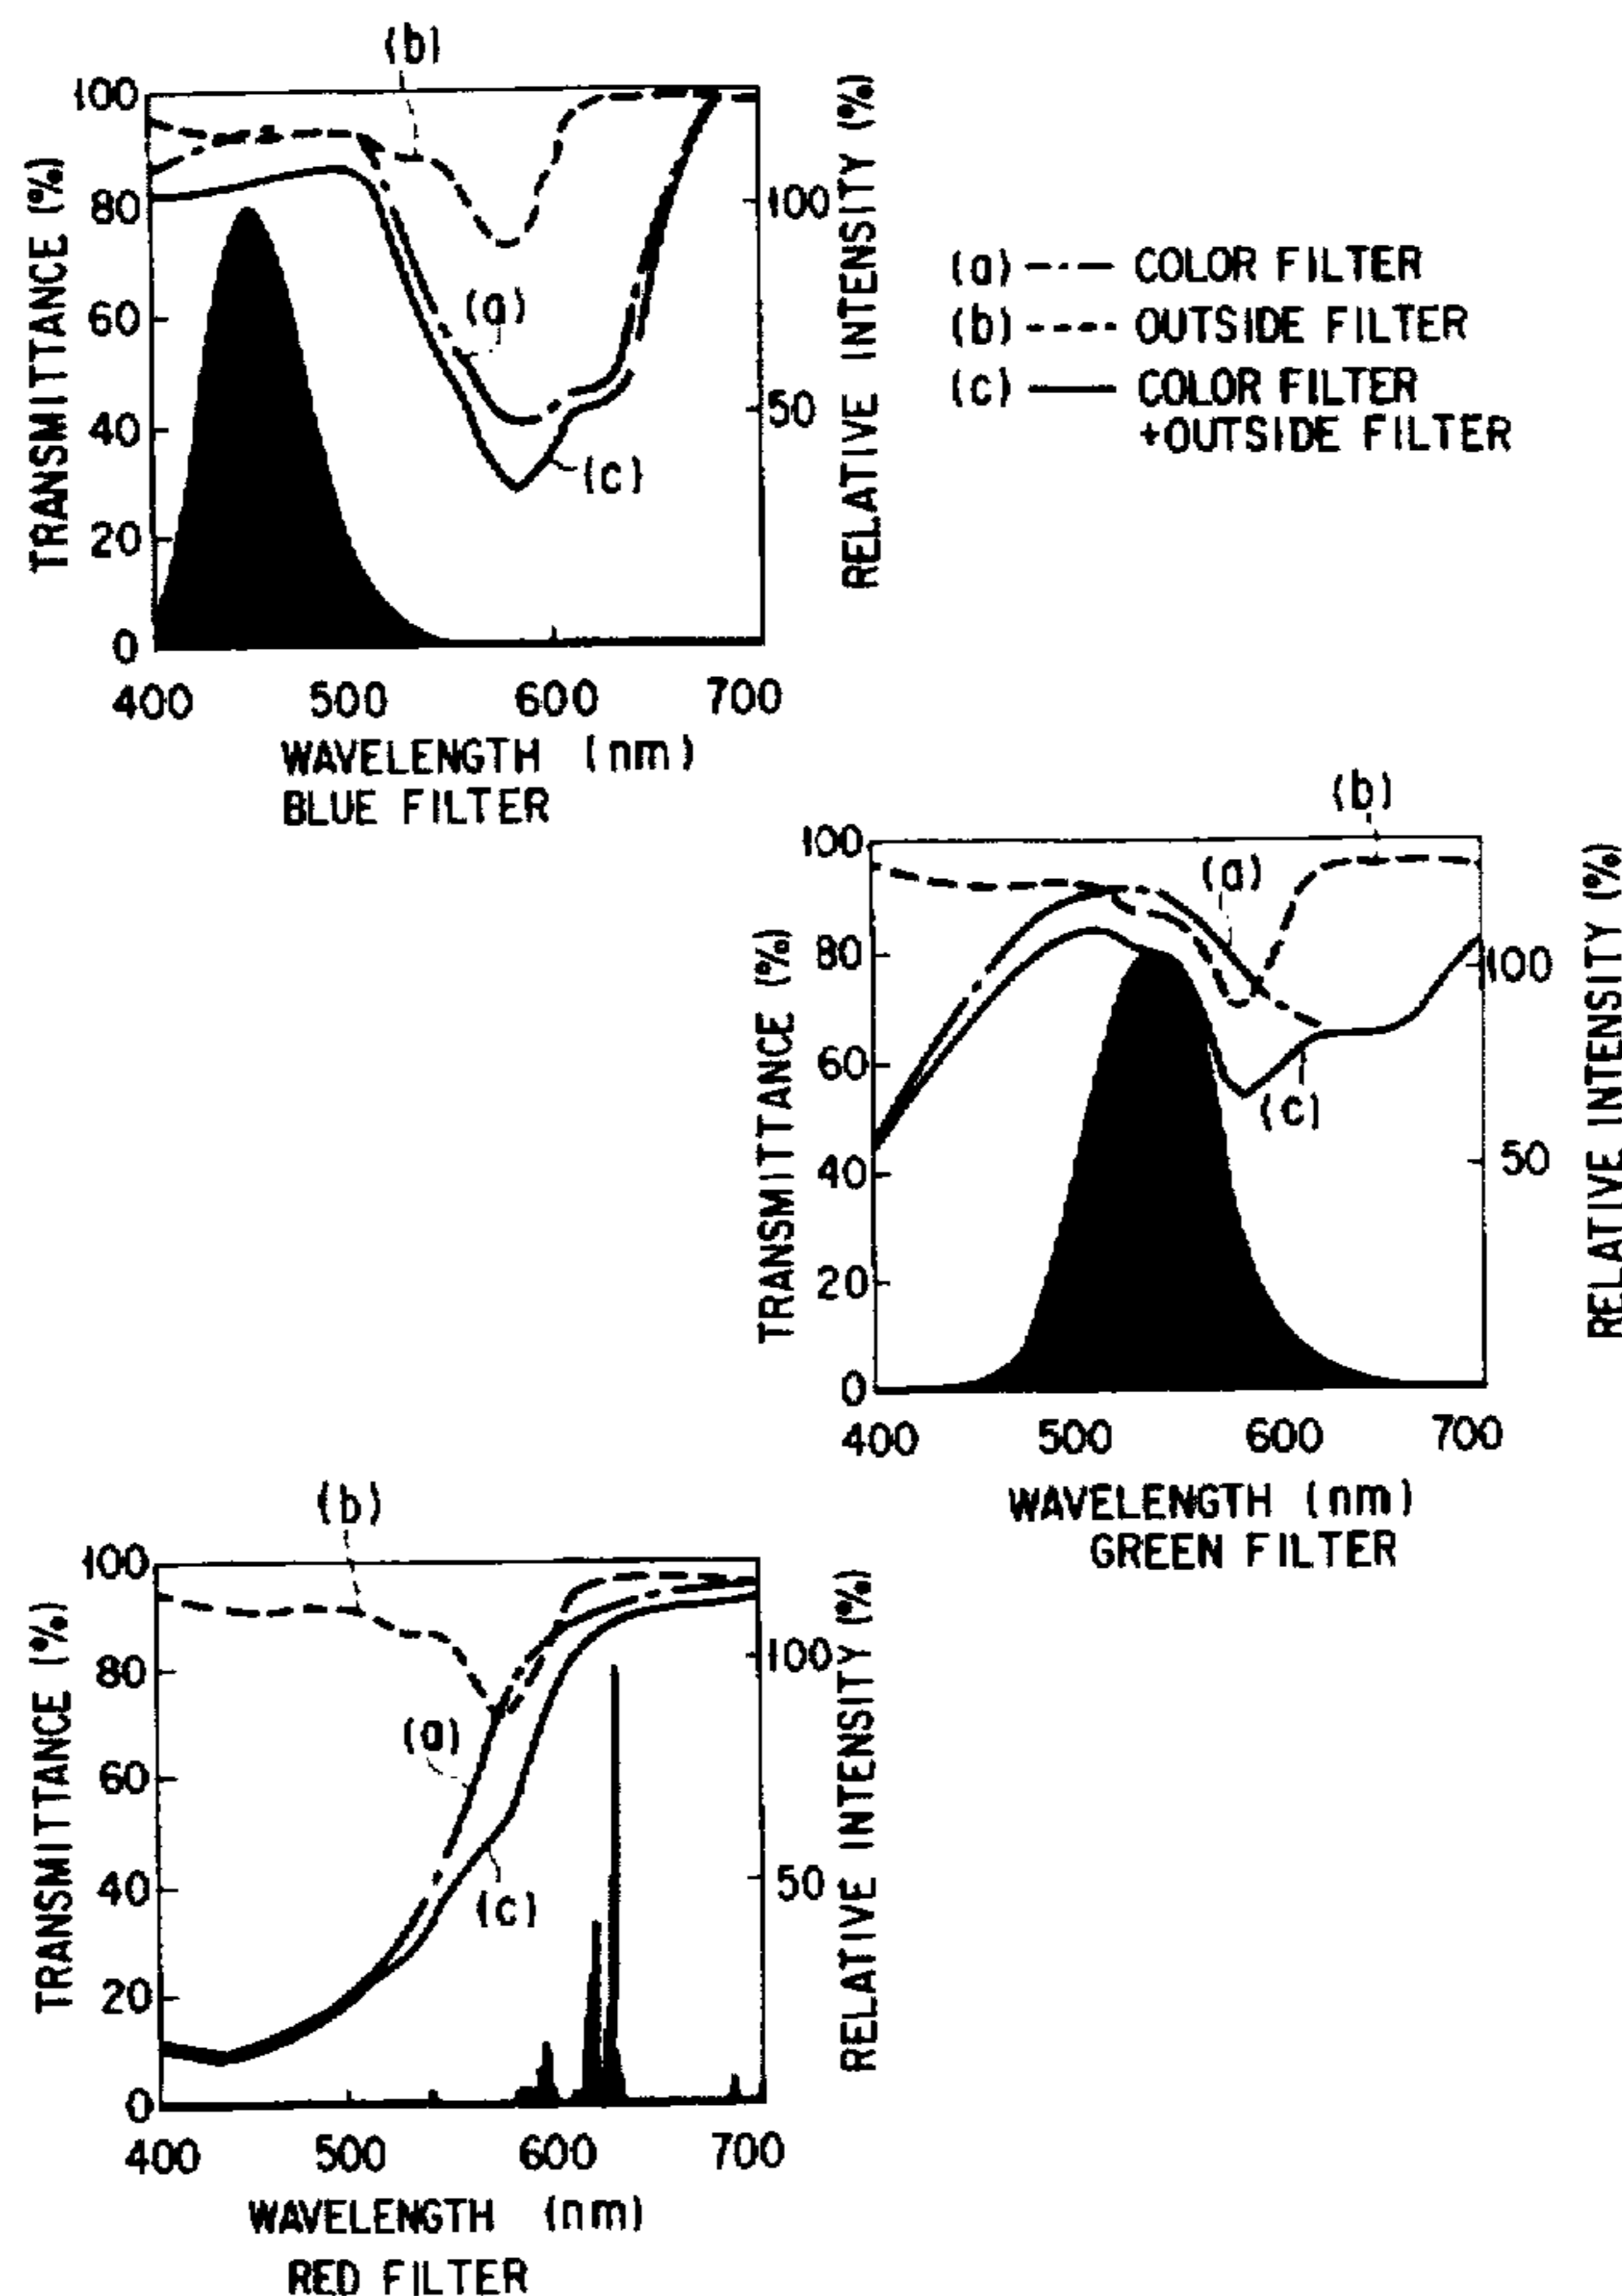 (b)
100
80
60
40
20
0
TRANSMITTANCE (%)
100
50
RELATIVE INTENSITY (%)
(a)
(c)
400 500 600 700
WAVELENGTH (nm)
BLUE FILTER
(a) COLOR FILTER
(b) OUTSIDE FILTER
(c) COLOR FILTER
+OUTSIDE FILTER
(b)
100
80
60
40
20
0
TRANSMITTANCE (%)
100
50
RELATIVE INTENSITY (%)
(a)
(c)
400 500 600 700
WAVELENGTH (nm)
GREEN FILTER
(b)
100
80
60
40
20
0
TRANSMITTANCE (%)
100
50
RELATIVE INTENSITY (%)
(a)
(c)
400 500 600 700
WAVELENGTH (nm)
RED FILTER